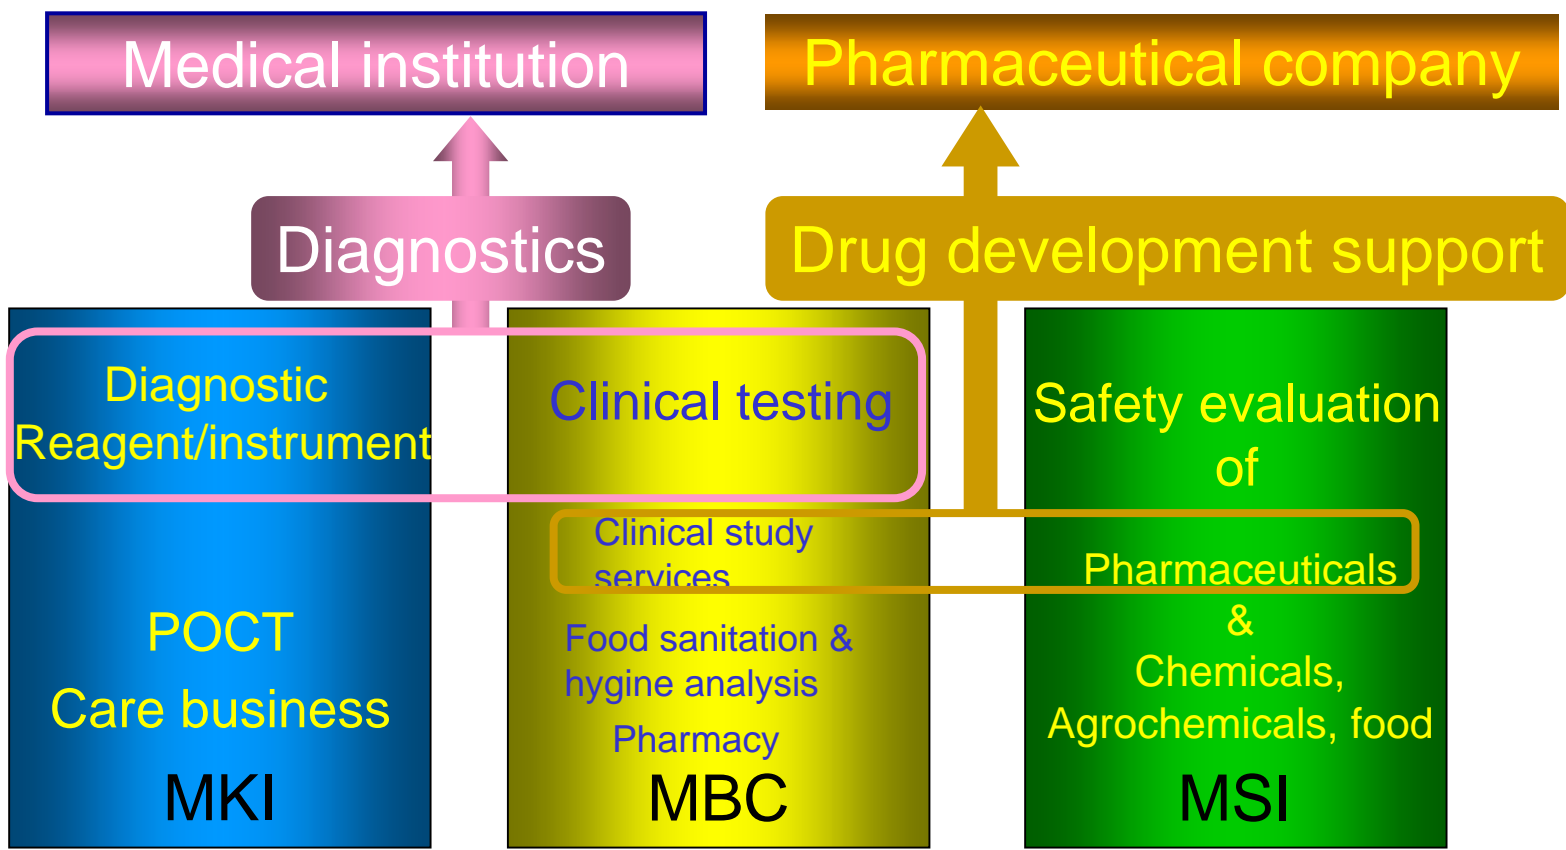 Medical institution
Pharmaceutical company
Diagnostics
Drug development support
Diagnostic
Reagent/instrument
POCT
Care business
MKI
Clinical testing
Clinical study
services
Food sanitation &
hygine analysis
Pharmacy
MBC
Safety evaluation
of
Pharmaceuticals
&
Chemicals,
Agrochemicals, food
MSI